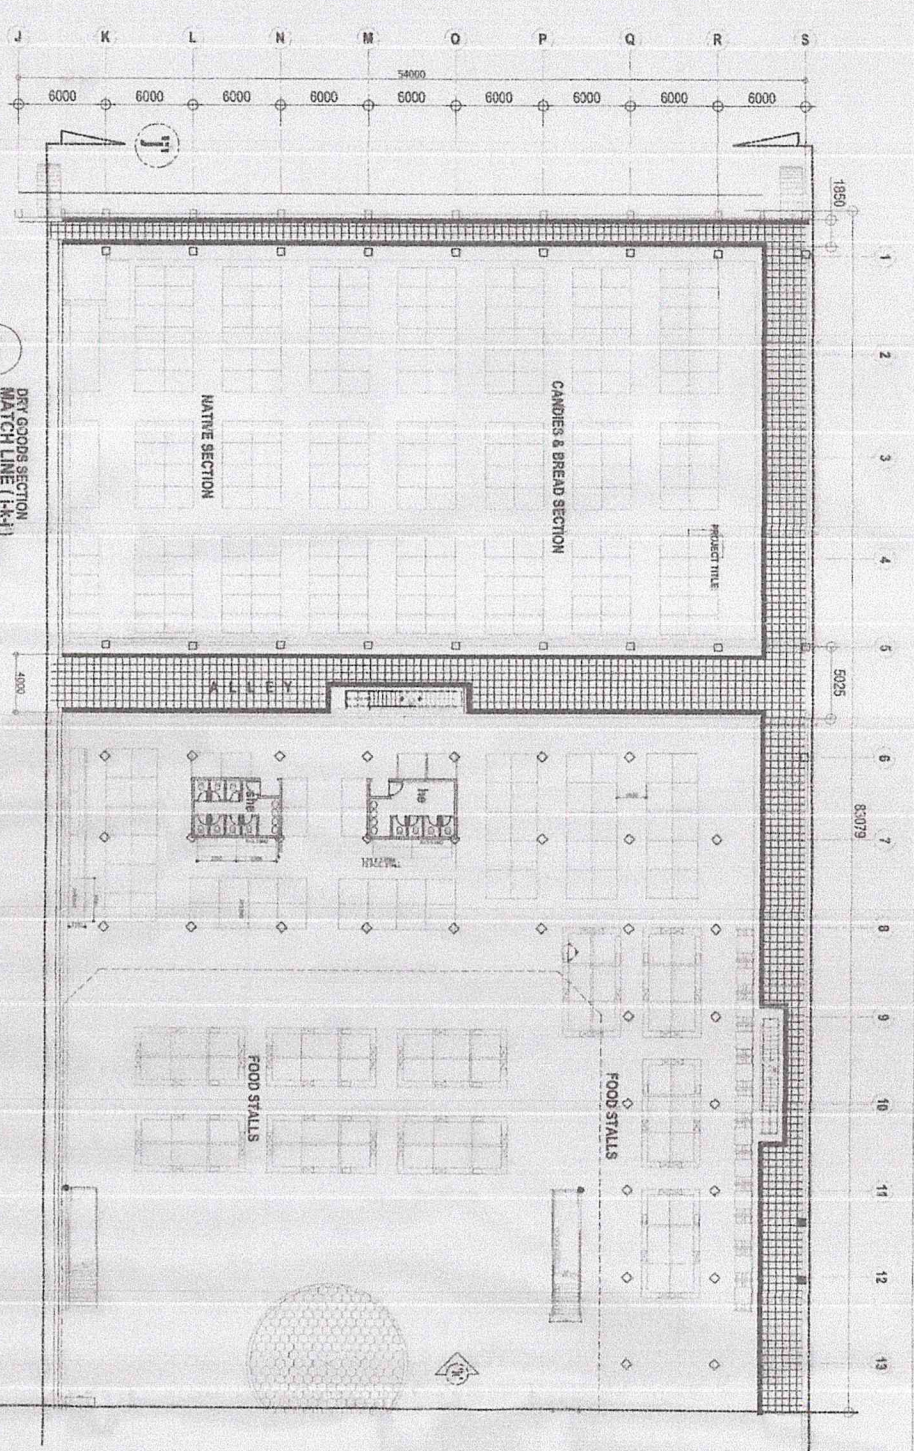 J K L N M O P Q R S
54000
6000 6000 6000 6000 6000 6000 6000 6000 6000
"J"
1850
1
2
3
4
5
5025
6
83079
7
8
9
10
11
12
13
CANDIES & BREAD SECTION
NATIVE SECTION
PROJECT TITLE:
DRY GOODS SECTION
MATCH LINE ( i-k-j )
ALLEY
4000
she
he
FOOD STALLS
FOOD STALLS